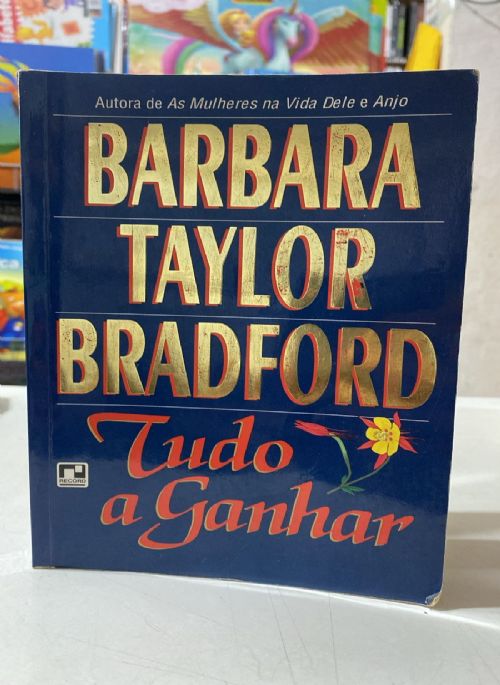 Autora de As Mulheres na Vida Dele e Anjo
BARBARA
TAYLOR
BRADFORD
Tudo
a Ganhar
RECORD